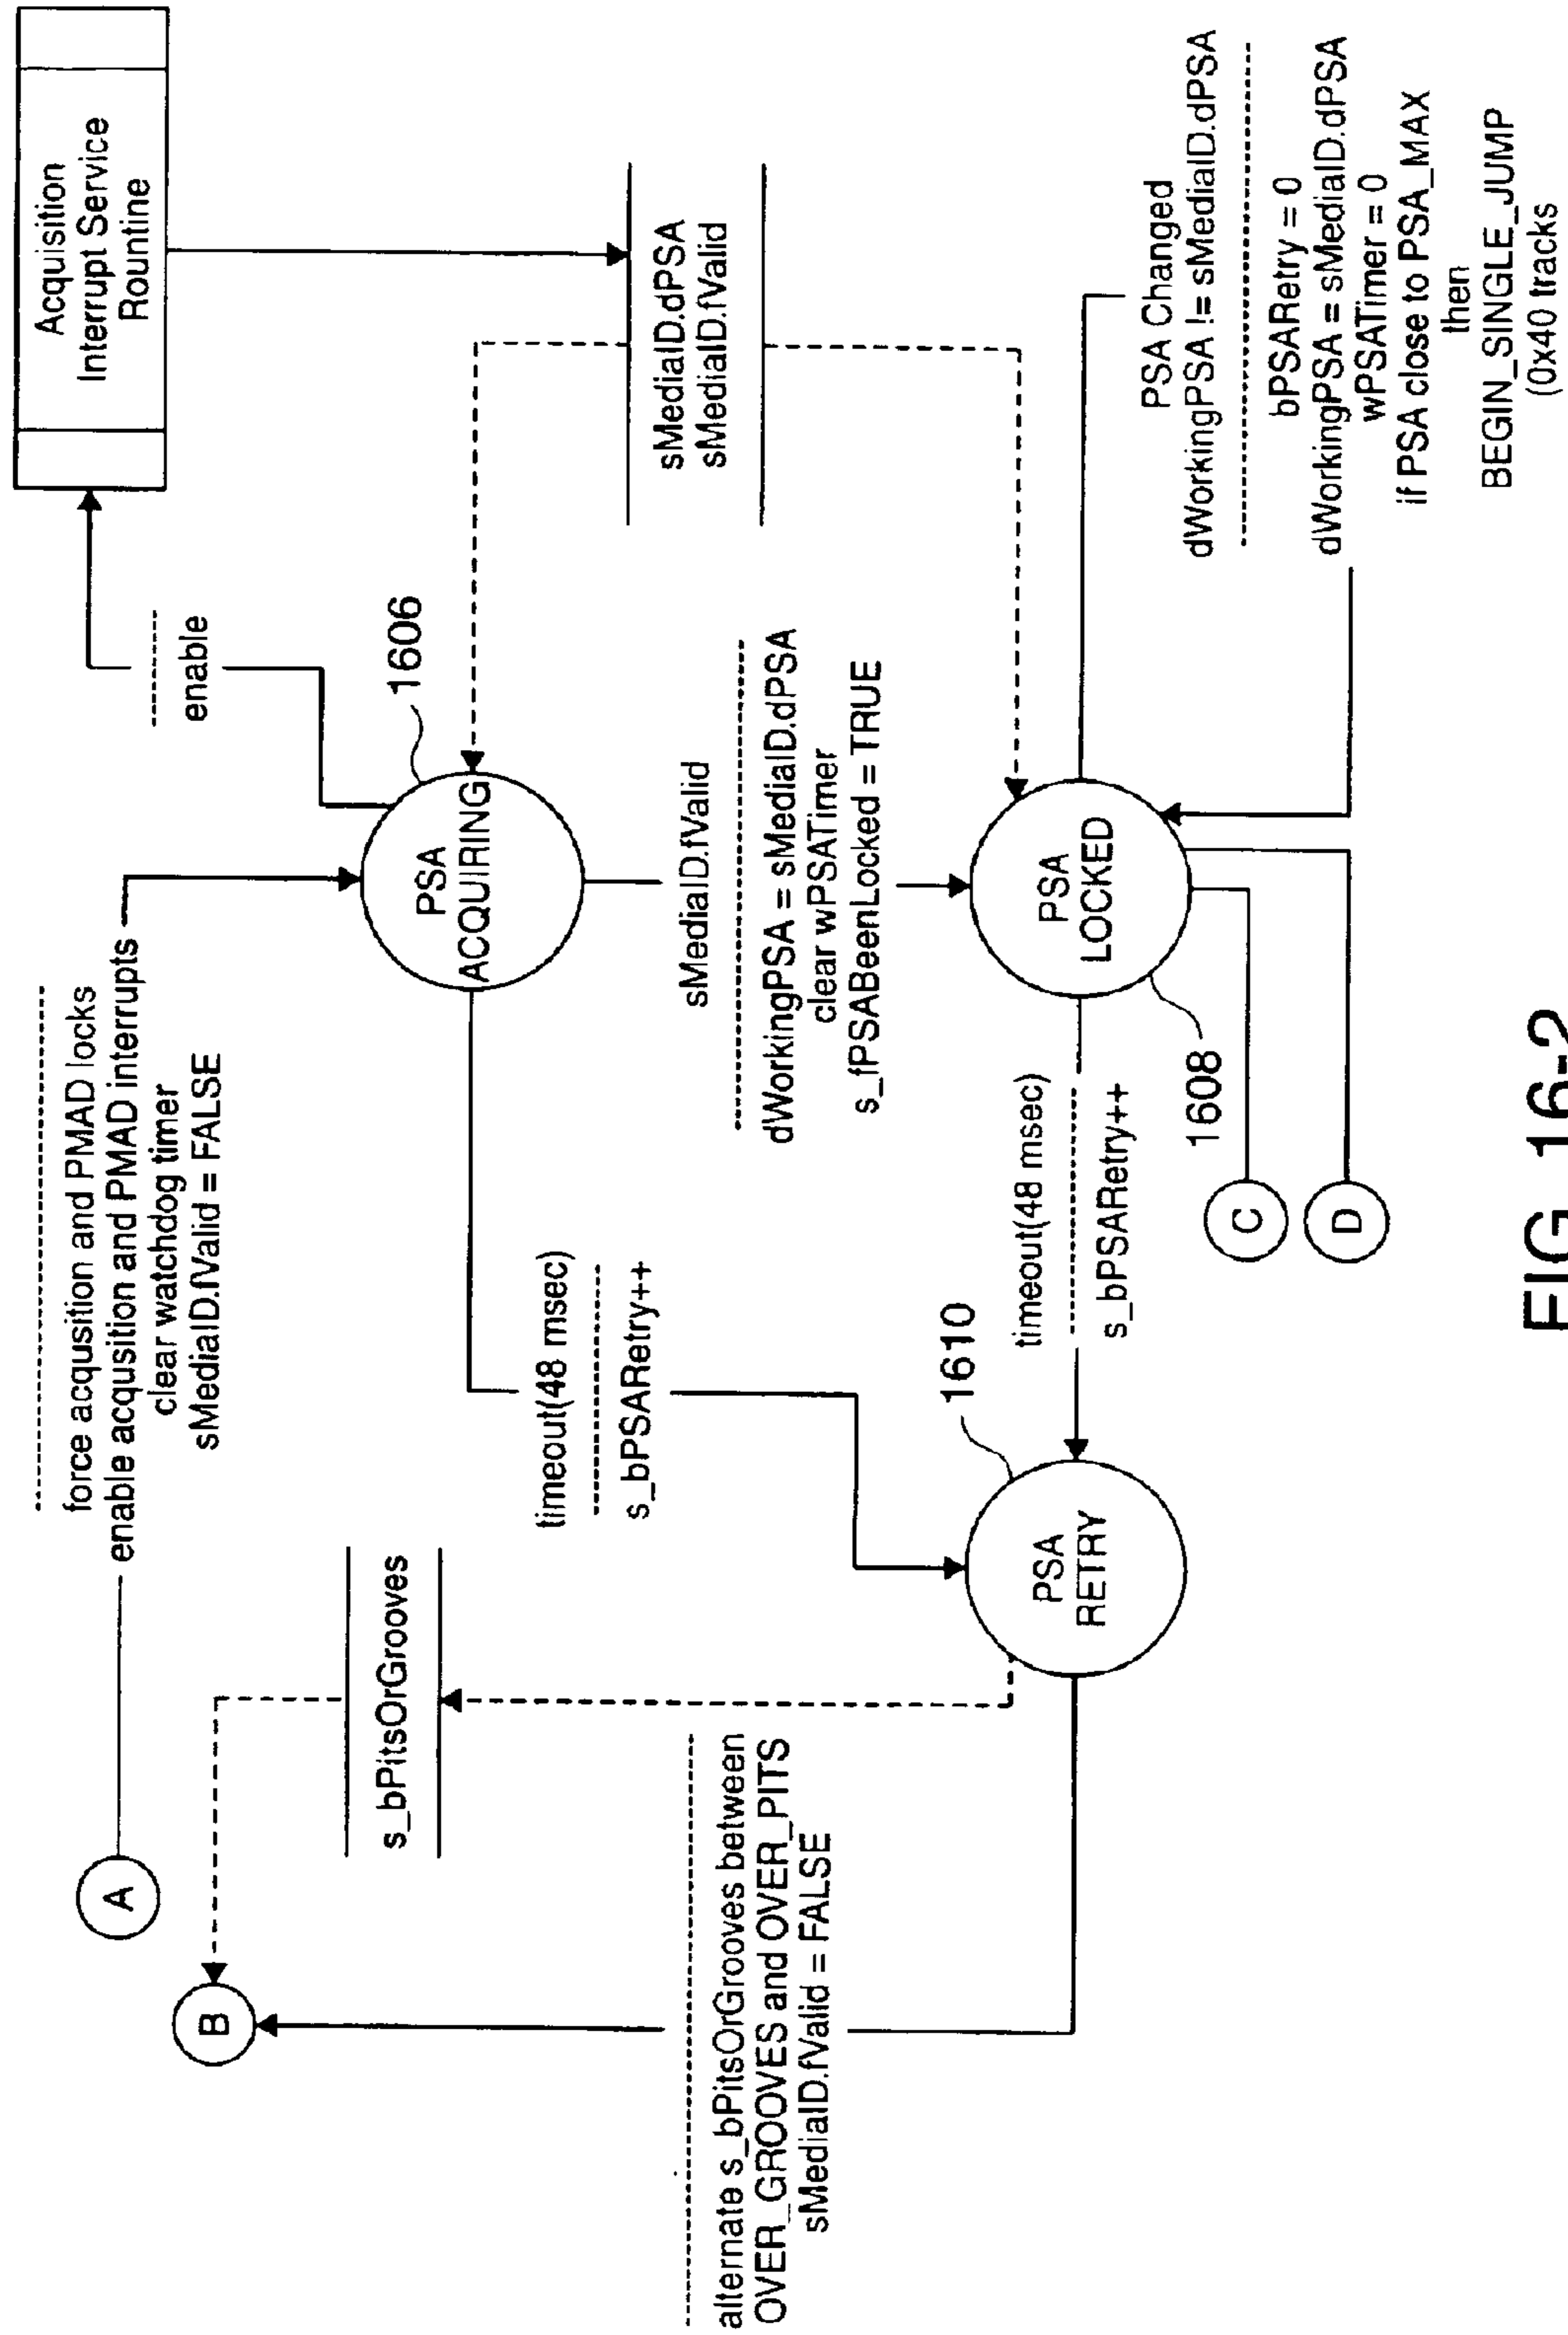 A
force acqusition and PMAD locks
enable acqusition and PMAD interrupts
clear watchdog timer
sMediaID.fValid = FALSE
Acquisition
Interrupt Service
Rountine
enable
B
s_bPitsOrGrooves
PSA
ACQUIRING
1606
sMediaID.dPSA
sMediaID.fValid
timeout(48 msec)
s_bPSARetry++
sMediaID.fValid
dWorkingPSA = sMediaID.dPSA
clear wPSATimer
s_fPSABeenLocked = TRUE
alternate s_bPitsOrGrooves between
OVER_GROOVES and OVER_PITS
sMediaID.fValid = FALSE
PSA
RETRY
1610
timeout(48 msec)
s_bPSARetry++
PSA
LOCKED
1608
C
D
PSA Changed
dWorkingPSA != sMediaID.dPSA
bPSARetry = 0
dWorkingPSA = sMediaID.dPSA
wPSATimer = 0
if PSA close to PSA_MAX
then
BEGIN_SINGLE_JUMP
(0x40 tracks
FIG. 16-2